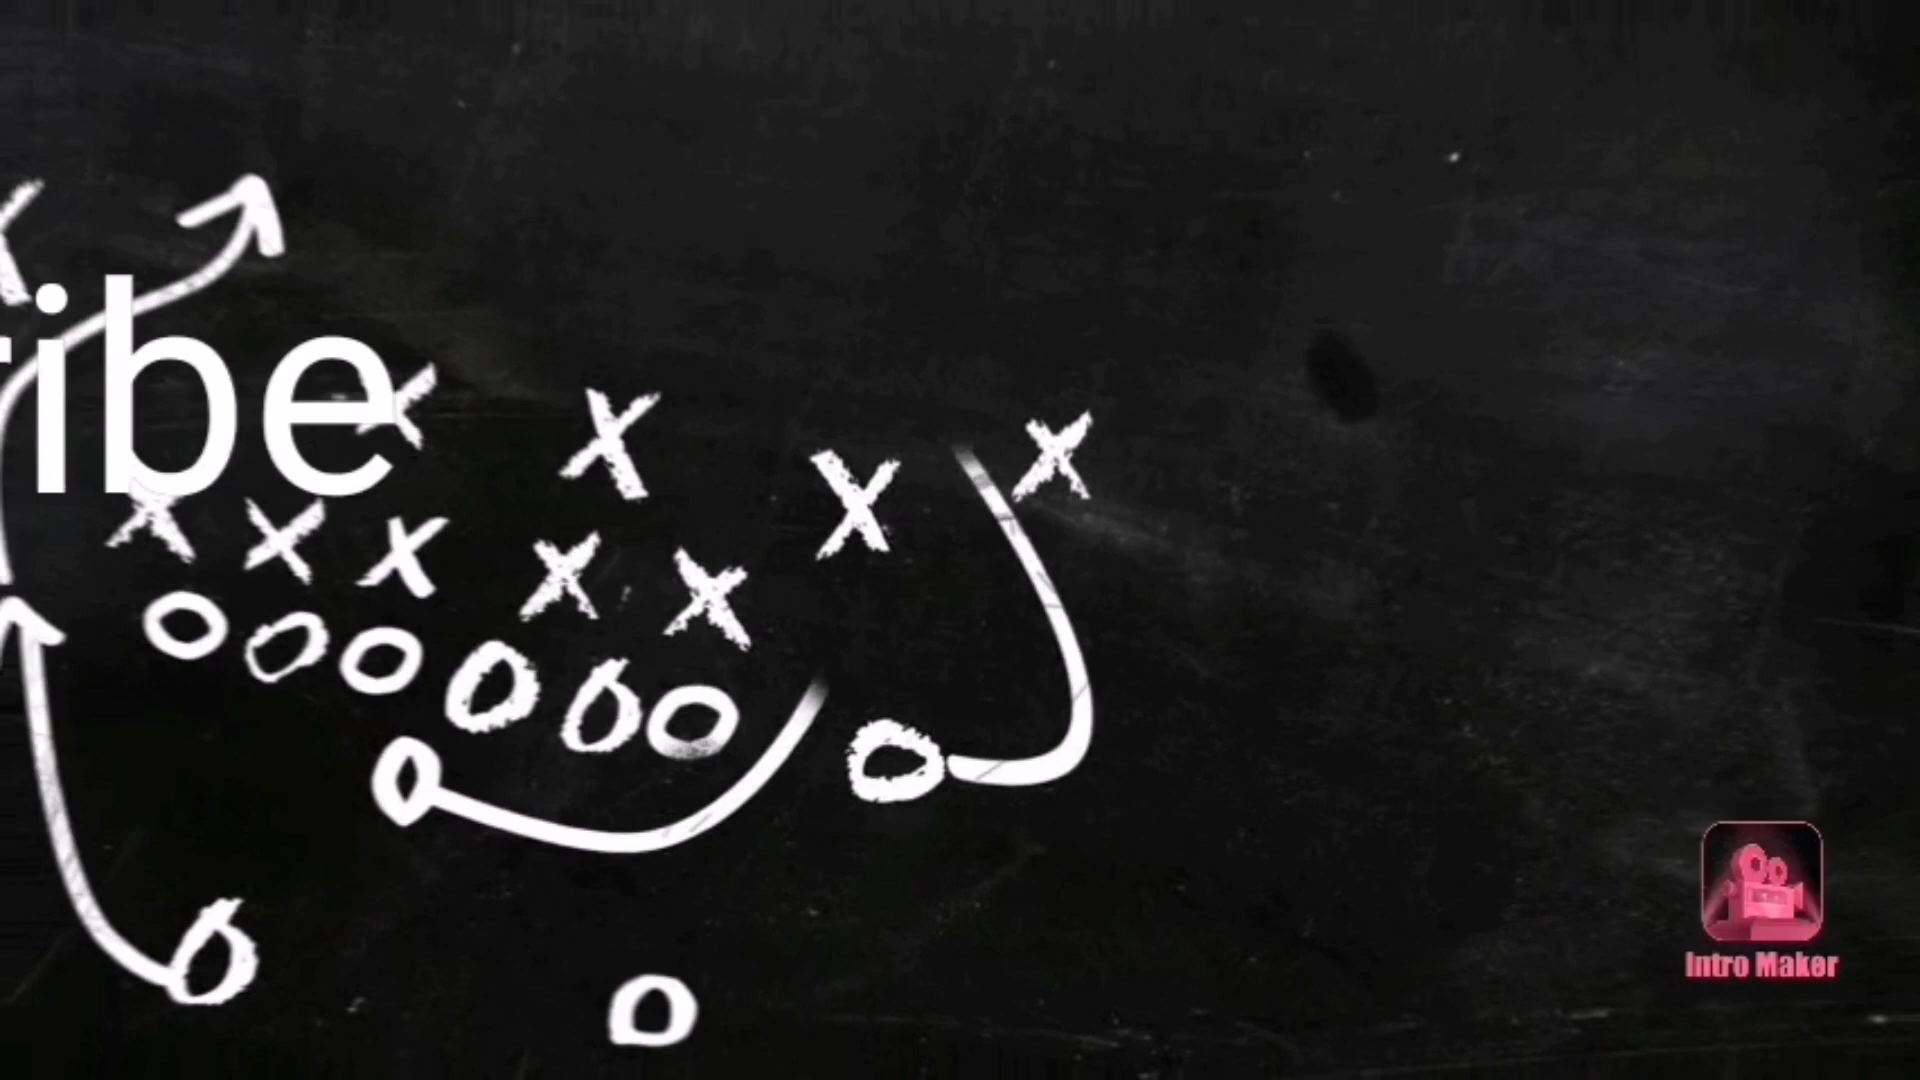 ribe
X X X X
X X X X X
O O O O O O
O O
O
O
Intro Maker